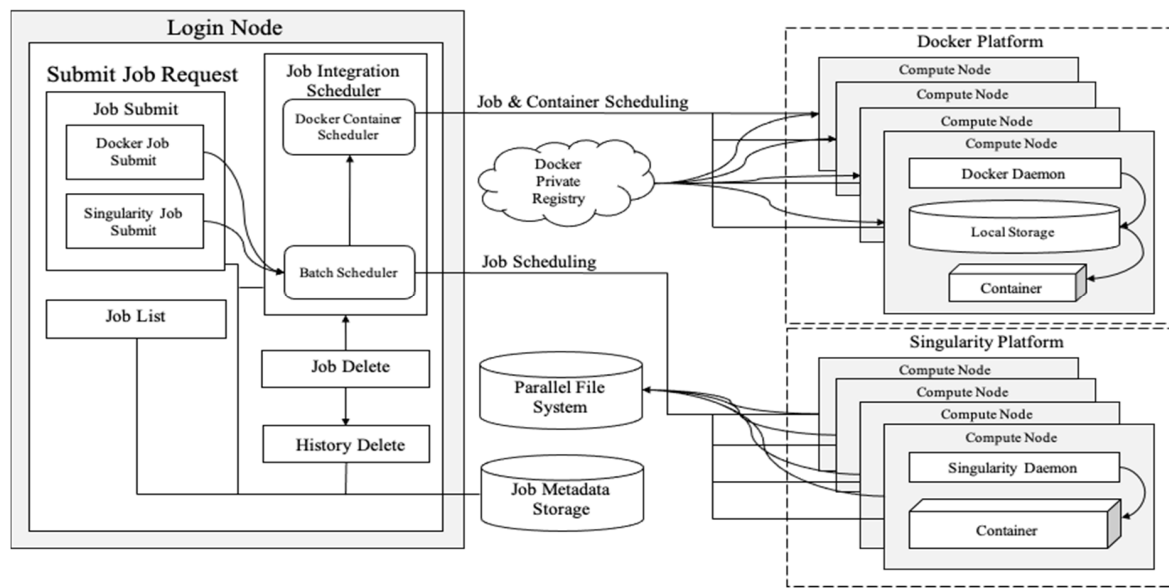 Login Node
Submit Job Request
Job Submit
Docker Job
Submit
Singularity Job
Submit
Job List
Job Integration
Scheduler
Docker Container
Scheduler
Batch Scheduler
Job Delete
History Delete
Job & Container Scheduling
Docker
Private
Registry
Job Scheduling
Parallel File
System
Job Metadata
Storage
Docker Platform
Compute Node
Compute Node
Compute Node
Compute Node
Docker Daemon
Local Storage
Container
Singularity Platform
Compute Node
Compute Node
Compute Node
Compute Node
Singularity Daemon
Container